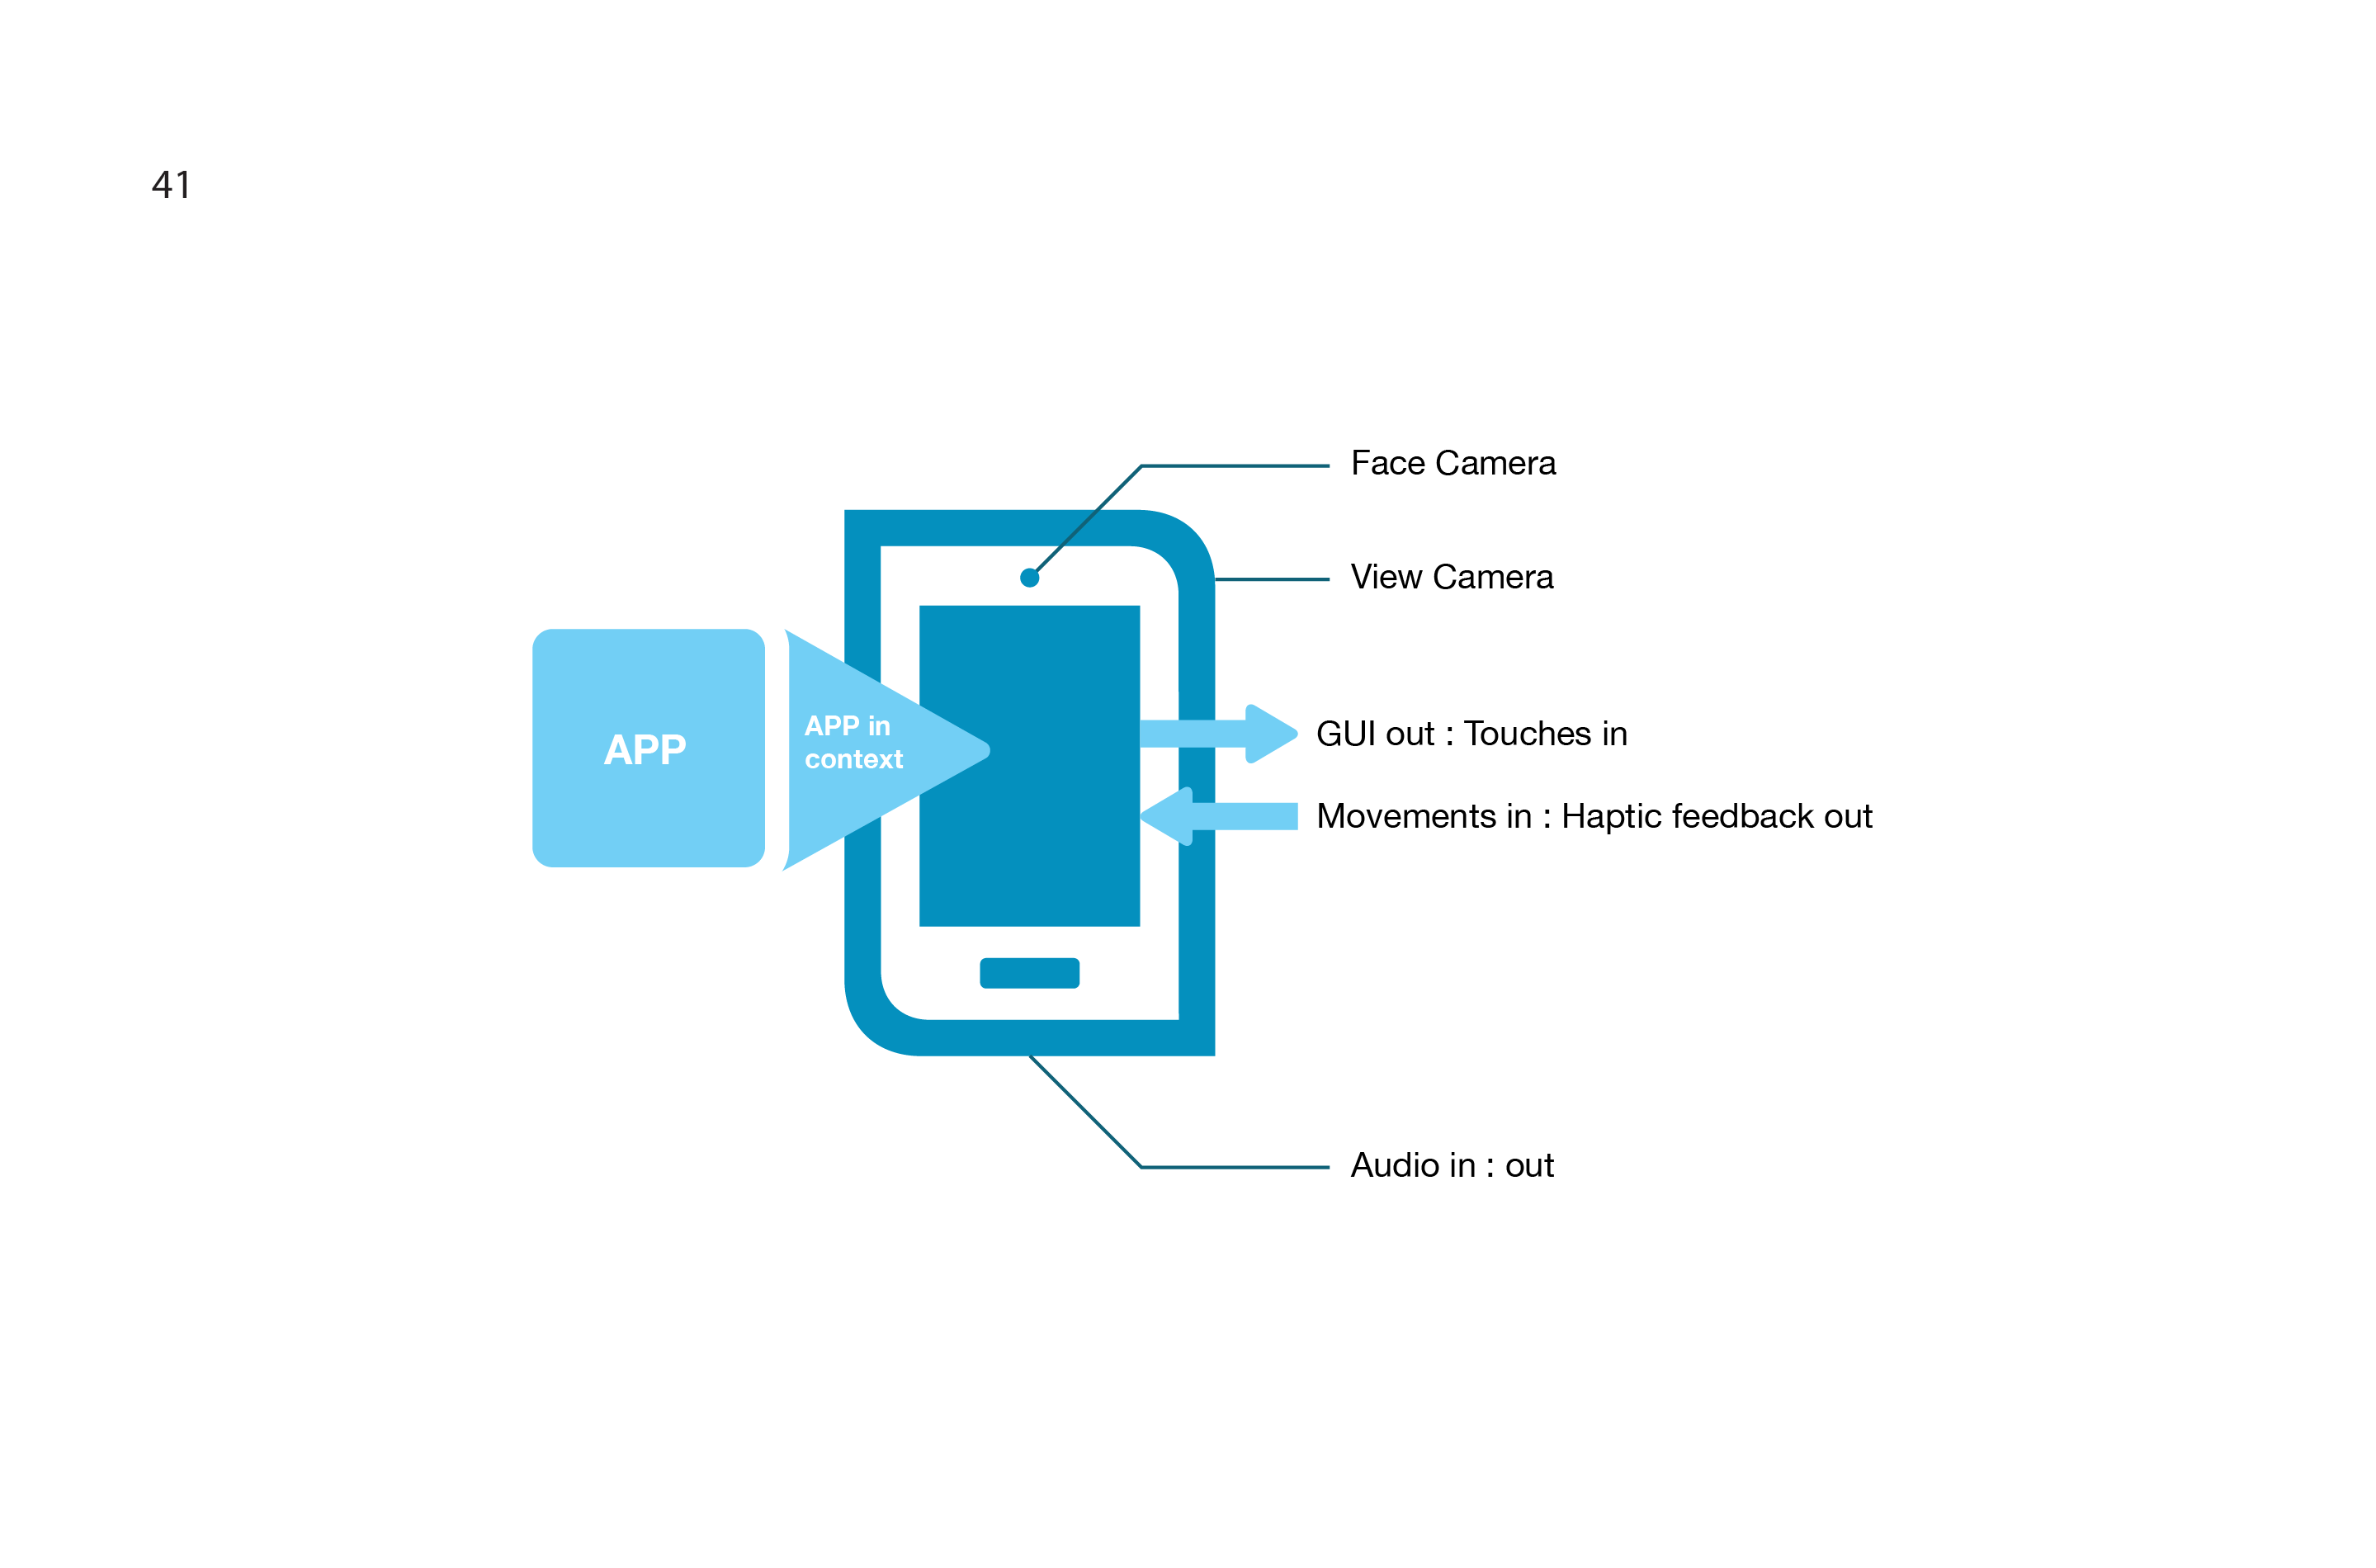 41
Face Camera
View Camera
APP
APP in
context
GUI out : Touches in
Movements in : Haptic feedback out
Audio in : out